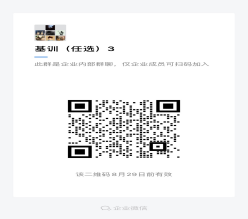 基训（任选）3
此群是企业内部群聊，仅企业成员可扫码加入
该二维码8月29日前有效
企业微信